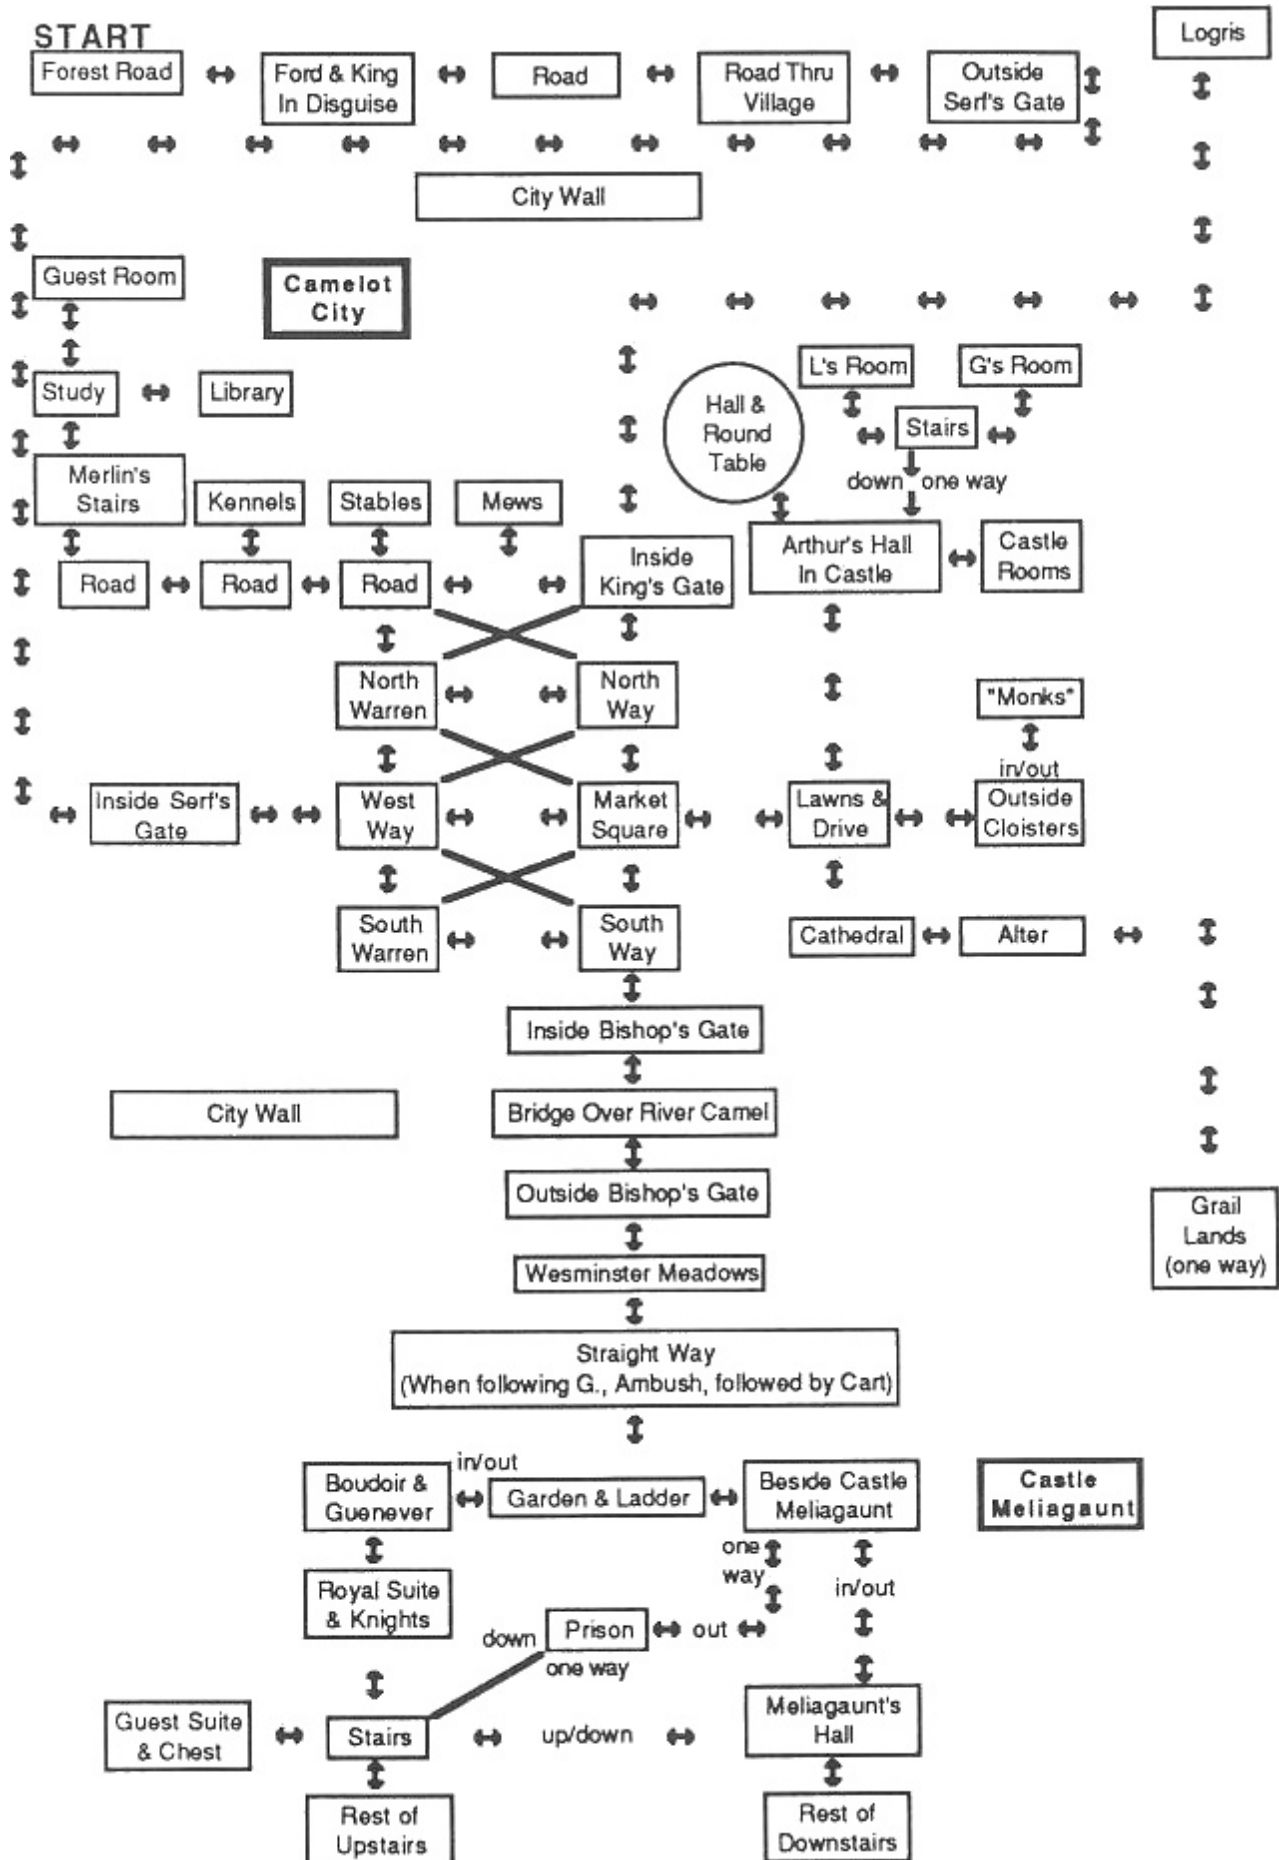 START
Logris
Forest Road
Ford & King
In Disguise
Road
Road Thru
Village
Outside
Serf's Gate
City Wall
Guest Room
Camelot
City
Study
Library
Hall &
Round
Table
L's Room
G's Room
Stairs
down one way
Merlin's
Stairs
Kennels
Stables
Mews
Inside
King's Gate
Arthur's Hall
In Castle
Castle
Rooms
Road
Road
Road
North
Warren
North
Way
"Monks"
in/out
Inside Serf's
Gate
West
Way
Market
Square
Lawns &
Drive
Outside
Cloisters
South
Warren
South
Way
Cathedral
Alter
Inside Bishop's Gate
City Wall
Bridge Over River Camel
Outside Bishop's Gate
Grail
Lands
(one way)
Wesminster Meadows
Straight Way
(When following G., Ambush, followed by Cart)
Boudoir &
Guenever
in/out
Garden & Ladder
Beside Castle
Meliagaunt
Castle
Meliagaunt
one
way
in/out
Royal Suite
& Knights
down
Prison
out
one way
Guest Suite
& Chest
Stairs
up/down
Meliagaunt's
Hall
Rest of
Upstairs
Rest of
Downstairs